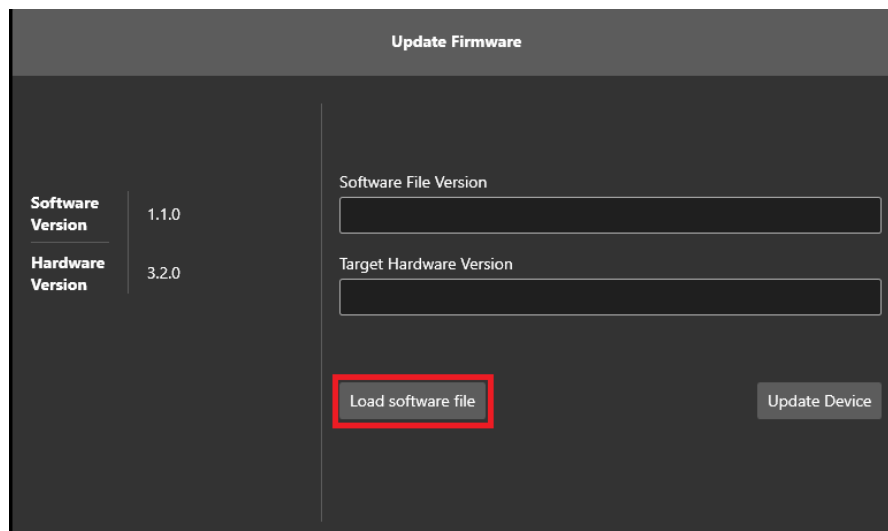 Update Firmware
Software
Version
1.1.0
Hardware
Version
3.2.0
Software File Version
Target Hardware Version
Load software file
Update Device